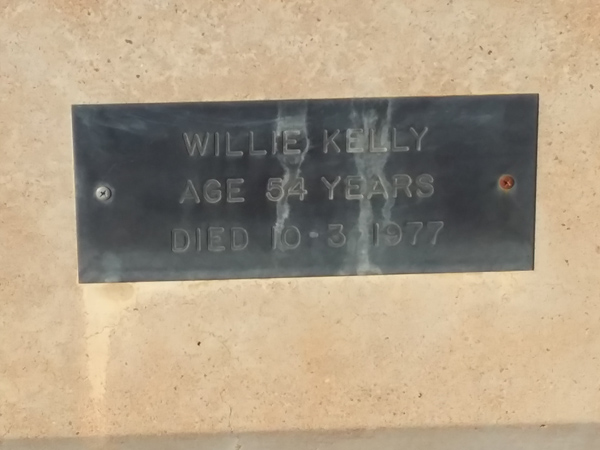 WILLIE KELLY
AGE 54 YEARS
DIED 10-3-1977